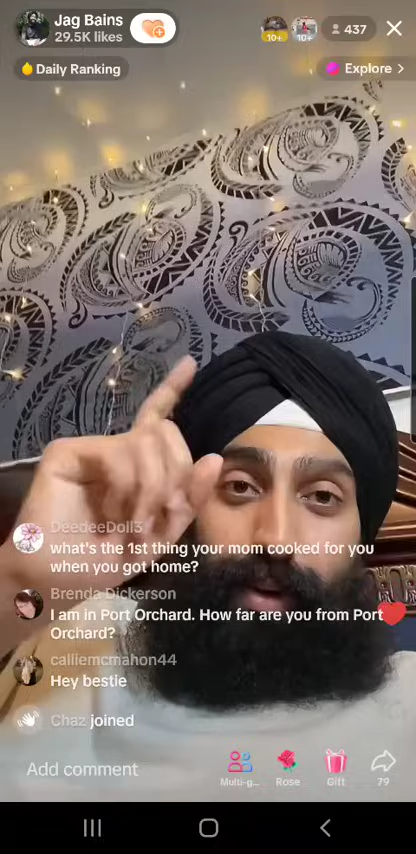 Jag Bains
29.5K likes
10+
10+
437
Daily Ranking
Explore >
DeedeeDoll3
what's the 1st thing your mom cooked for you
when you got home?
Brenda Dickerson
I am in Port Orchard. How far are you from Port
Orchard?
calliemcmahon44
Hey bestie
Chaz joined
Add comment
Multi-g...
Rose
Gift
79